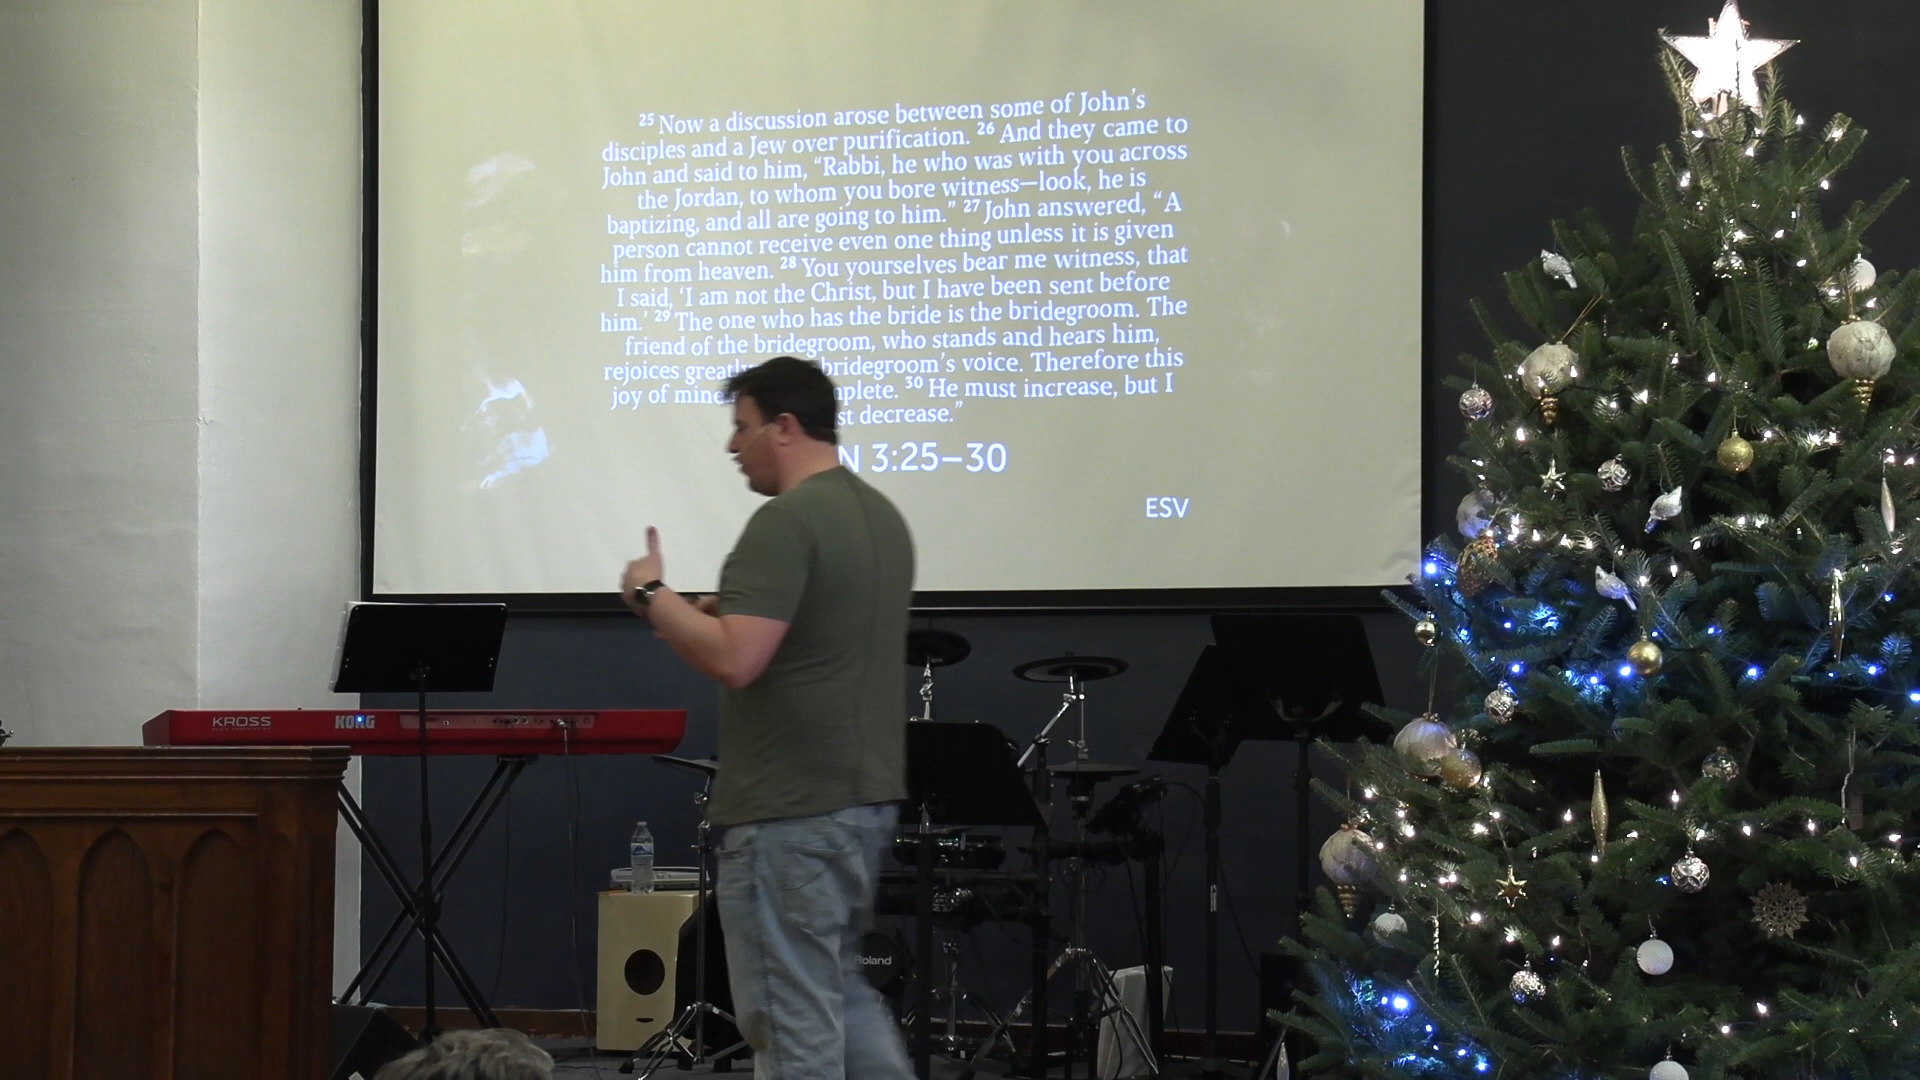 25 Now a discussion arose between some of John's
disciples and a Jew over purification. 26 And they came to
John and said to him, “Rabbi, he who was with you across
the Jordan, to whom you bore witness—look, he is
baptizing, and all are going to him.” 27 John answered, “A
person cannot receive even one thing unless it is given
him from heaven. 28 You yourselves bear me witness, that
I said, ‘I am not the Christ, but I have been sent before
him.’ 29 The one who has the bride is the bridegroom. The
friend of the bridegroom, who stands and hears him,
rejoices greatly bridegroom's voice. Therefore this
joy of mine mplete. 30 He must increase, but I
st decrease.”
N 3:25–30
ESV
KROSS
KORG
Roland